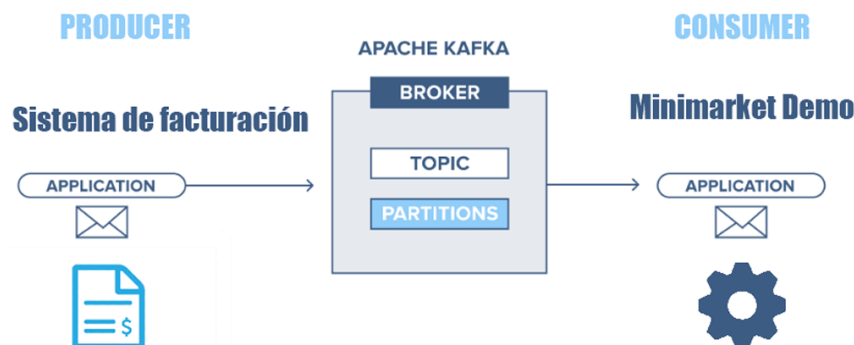 PRODUCER
CONSUMER
APACHE KAFKA
BROKER
Sistema de facturación
Minimarket Demo
TOPIC
APPLICATION
APPLICATION
PARTITIONS
$